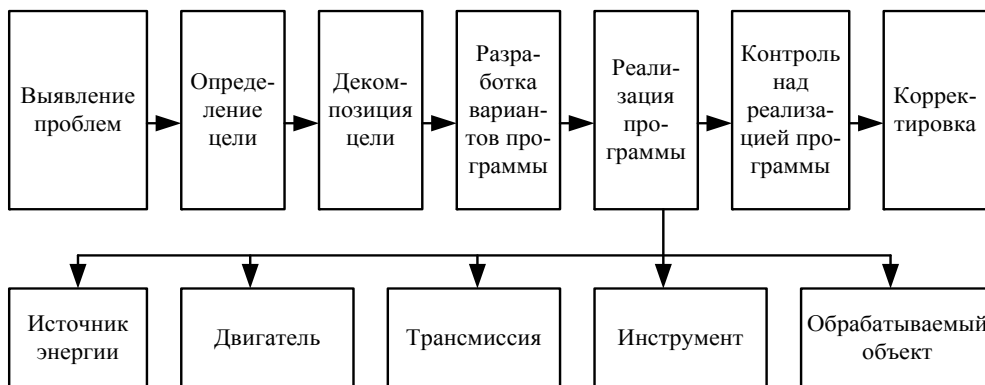 Выявление
проблем
Опреде-
ление
цели
Деком-
позиция
цели
Разра-
ботка
вариан-
тов про-
граммы
Реали-
зация
про-
граммы
Контроль
над
реализа-
цией про-
граммы
Коррек-
тировка
Источник
энергии
Двигатель
Трансмиссия
Инструмент
Обрабатываемый
объект